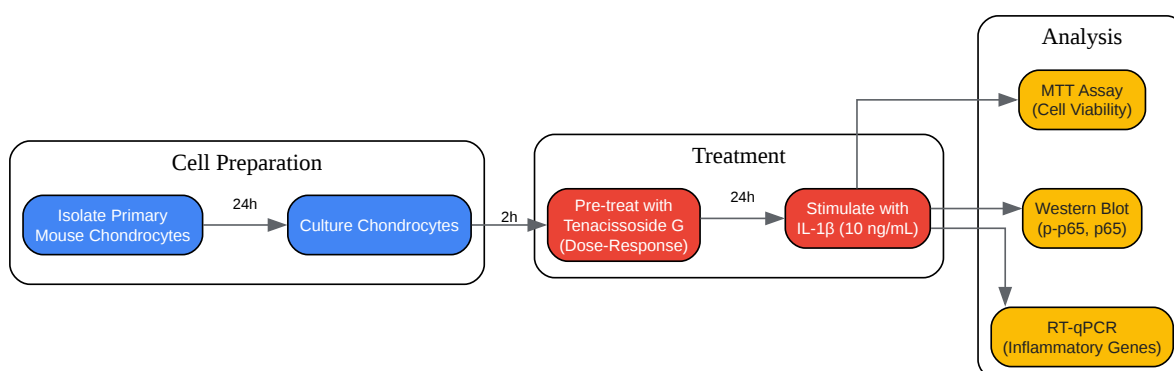 Cell Preparation
Isolate Primary
Mouse Chondrocytes
24h
Culture Chondrocytes
2h
Treatment
Pre-treat with
Tenacissoside G
(Dose-Response)
24h
Stimulate with
IL-1β (10 ng/mL)
Analysis
MTT Assay
(Cell Viability)
Western Blot
(p-p65, p65)
RT-qPCR
(Inflammatory Genes)